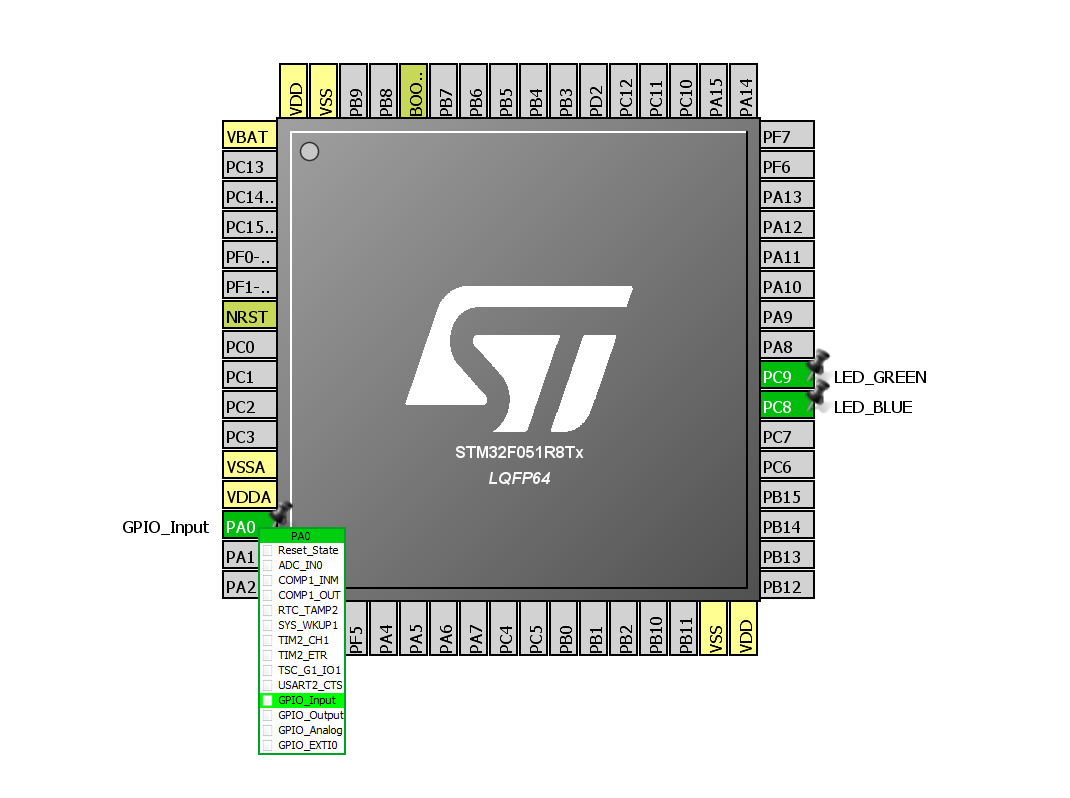 VDD
VSS
PB9
PB8
BOO..
PB7
PB6
PB5
PB4
PB3
PD2
PC12
PC11
PC10
PA15
PA14
VBAT
PC13
PC14..
PC15..
PF0-..
PF1-..
NRST
PC0
PC1
PC2
PC3
VSSA
VDDA
GPIO_Input PA0
PA1
PA2
ST
STM32F051R8Tx
LQFP64
PF7
PF6
PA13
PA12
PA11
PA10
PA9
PA8
PC9 LED_GREEN
PC8 LED_BLUE
PC7
PC6
PB15
PB14
PB13
PB12
PA0
Reset_State
ADC_IN0
COMP1_INM
COMP1_OUT
RTC_TAMP2
SYS_WKUP1
TIM2_CH1
TIM2_ETR
TSC_G1_IO1
USART2_CTS
GPIO_Input
GPIO_Output
GPIO_Analog
GPIO_EXTI0
PF5
PA4
PA5
PA6
PA7
PC4
PC5
PB0
PB1
PB2
PB10
PB11
VSS
VDD